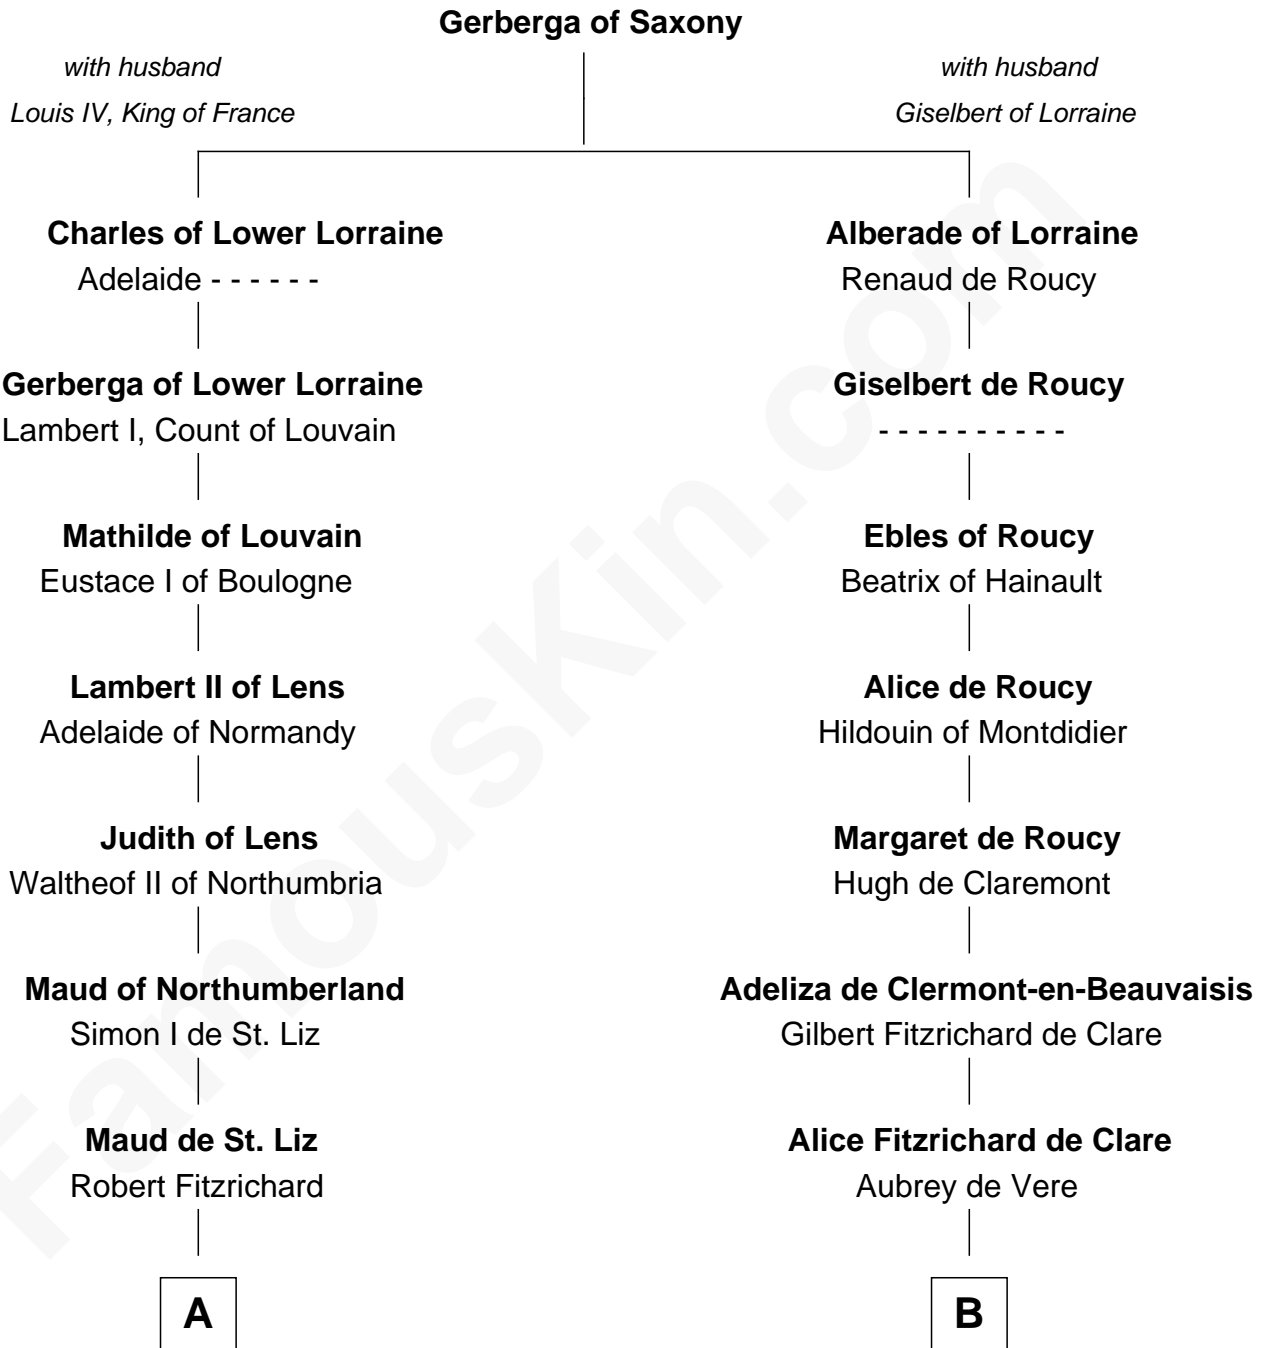 Gerberga of Saxony
with husband
Louis IV, King of France
with husband
Giselbert of Lorraine
Charles of Lower Lorraine
Adelaide - - - - - -
Alberade of Lorraine
Renaud de Roucy
Gerberga of Lower Lorraine
Lambert I, Count of Louvain
Giselbert de Roucy
- - - - - - - - - -
Mathilde of Louvain
Eustace I of Boulogne
Ebles of Roucy
Beatrix of Hainault
Lambert II of Lens
Adelaide of Normandy
Alice de Roucy
Hildouin of Montdidier
Judith of Lens
Waltheof II of Northumbria
Margaret de Roucy
Hugh de Claremont
Maud of Northumberland
Simon I de St. Liz
Adeliza de Clermont-en-Beauvaisis
Gilbert Fitzrichard de Clare
Maud de St. Liz
Robert Fitzrichard
Alice Fitzrichard de Clare
Aubrey de Vere
A
B
FamousKin.com